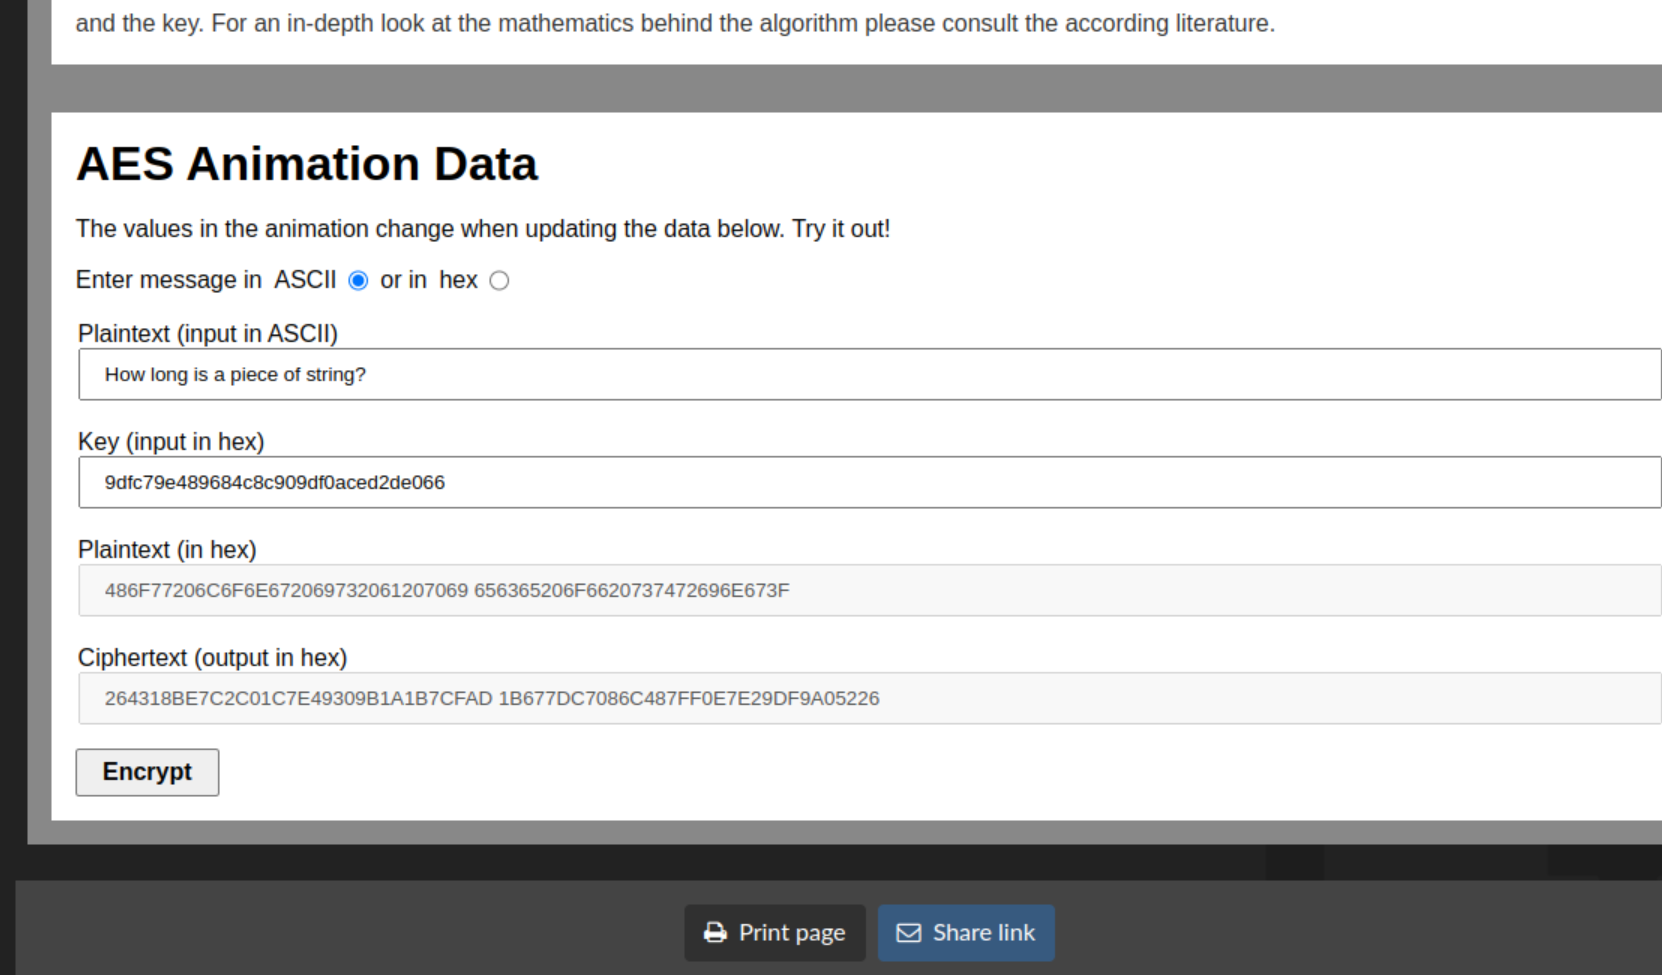 and the key. For an in-depth look at the mathematics behind the algorithm please consult the according literature.
AES Animation Data
The values in the animation change when updating the data below. Try it out!
Enter message in ASCII or in hex
Plaintext (input in ASCII)
How long is a piece of string?
Key (input in hex)
9dfc79e489684c8c909df0aced2de066
Plaintext (in hex)
486F77206C6F6E672069732061207069 656365206F6620737472696E673F
Ciphertext (output in hex)
264318BE7C2C01C7E49309B1A1B7CFAD 1B677DC7086C487FF0E7E29DF9A05226
Encrypt
Print page
Share link